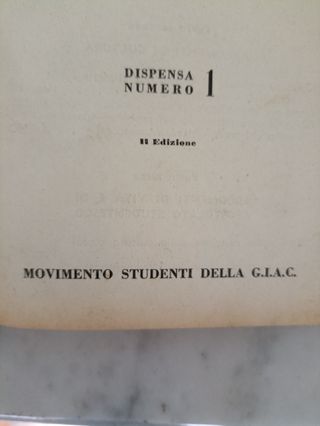 DISPENSA
NUMERO 1
II Edizione
MOVIMENTO STUDENTI DELLA G.I.A.C.